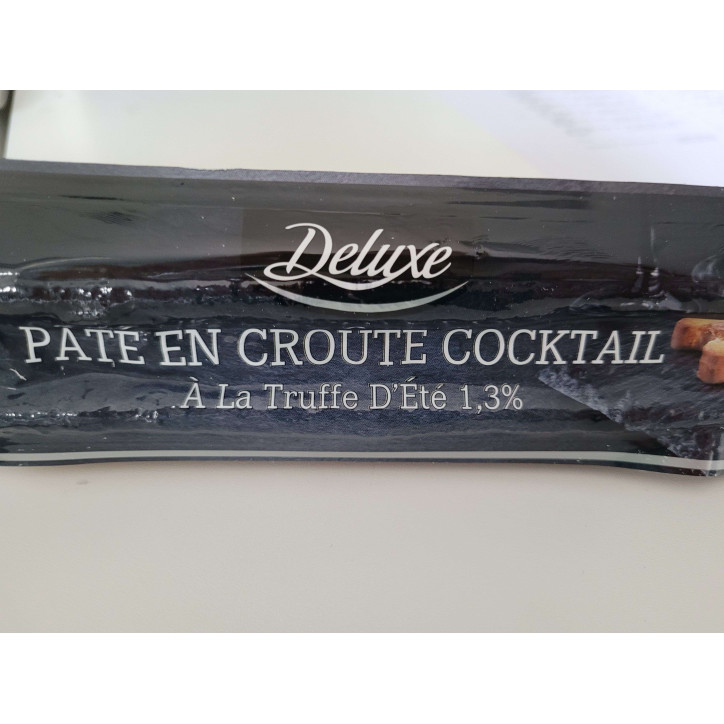 Deluxe
PATÉ EN CROUTE COCKTAIL
À La Truffe D'Été 1,3%